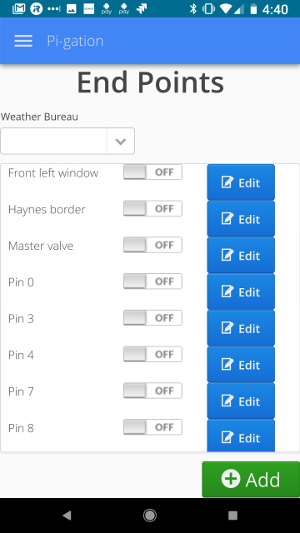 4:40
Pi-gation
End Points
Weather Bureau
Front left window OFF Edit
Haynes border OFF Edit
Master valve OFF Edit
Pin 0 OFF Edit
Pin 3 OFF Edit
Pin 4 OFF Edit
Pin 7 OFF Edit
Pin 8 OFF Edit
Add